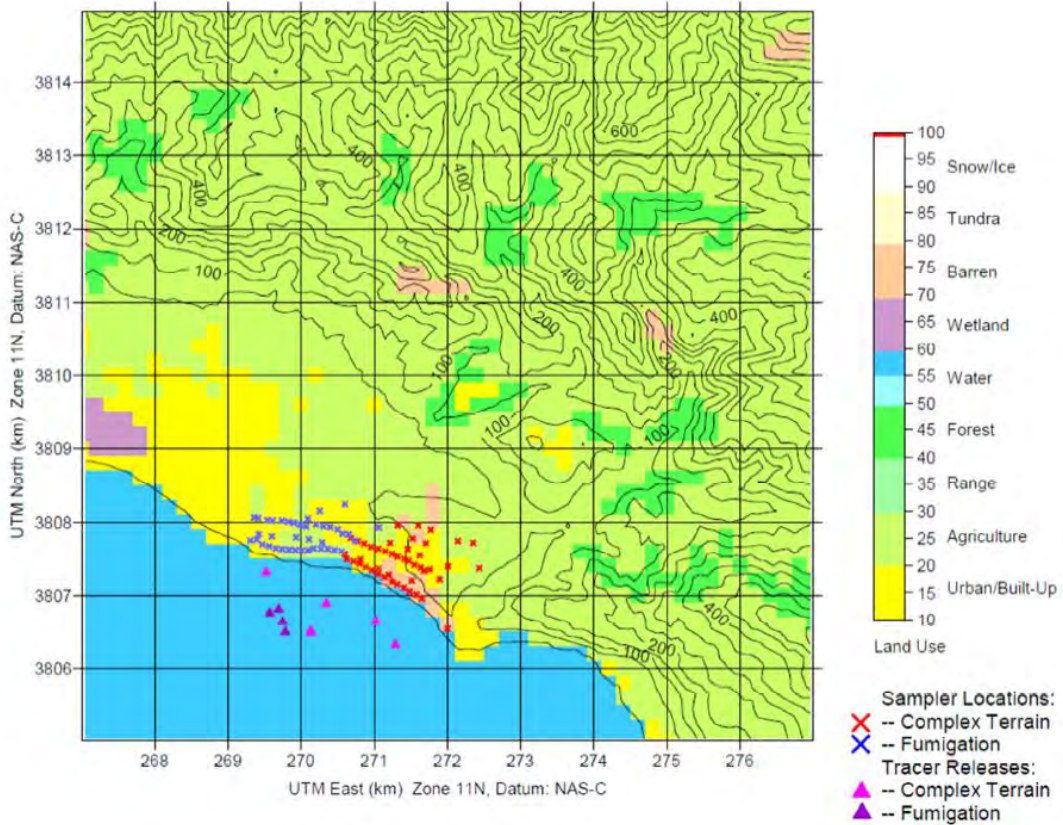 3814
3813
3812
3811
3810
3809
3808
3807
3806
UTM North (km) Zone 11N, Datum: NAS-C
268 269 270 271 272 273 274 275 276
UTM East (km) Zone 11N, Datum: NAS-C
600
400
400
400
200
100
400
200
400
200
100
100
100
400
200
100
100
95
90
85
80
75
70
65
60
55
50
45
40
35
30
25
20
15
10
Snow/Ice
Tundra
Barren
Wetland
Water
Forest
Range
Agriculture
Urban/Built-Up
Land Use
Sampler Locations:
-- Complex Terrain
-- Fumigation
Tracer Releases:
-- Complex Terrain
-- Fumigation